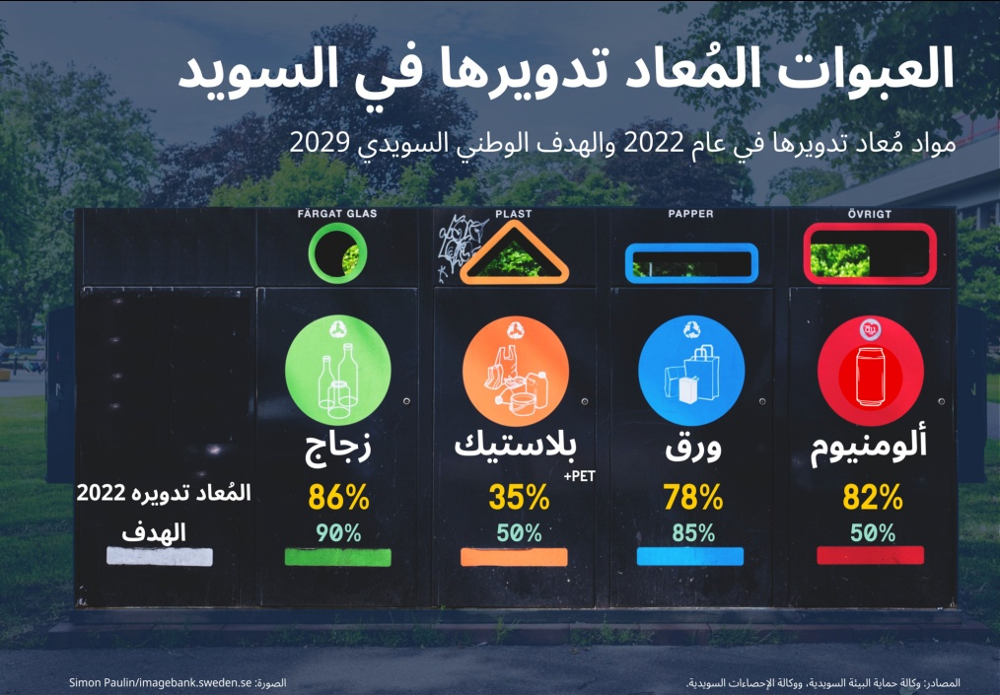 العبوات المُعاد تدويرها في السويد
مواد مُعاد تدويرها في عام 2022 والهدف الوطني السويدي 2029
FÄRGAT GLAS
PLAST
PAPPER
ÖVRIGT
ألومنيوم
ورق
بلاستيك
زجاج
+PET
المُعاد تدويره 2022
86%
35%
78%
82%
الهدف
90%
50%
85%
50%
المصادر: وكالة حماية البيئة السويدية، ووكالة الإحصاءات السويدية.
الصورة: Simon Paulin/imagebank.sweden.se